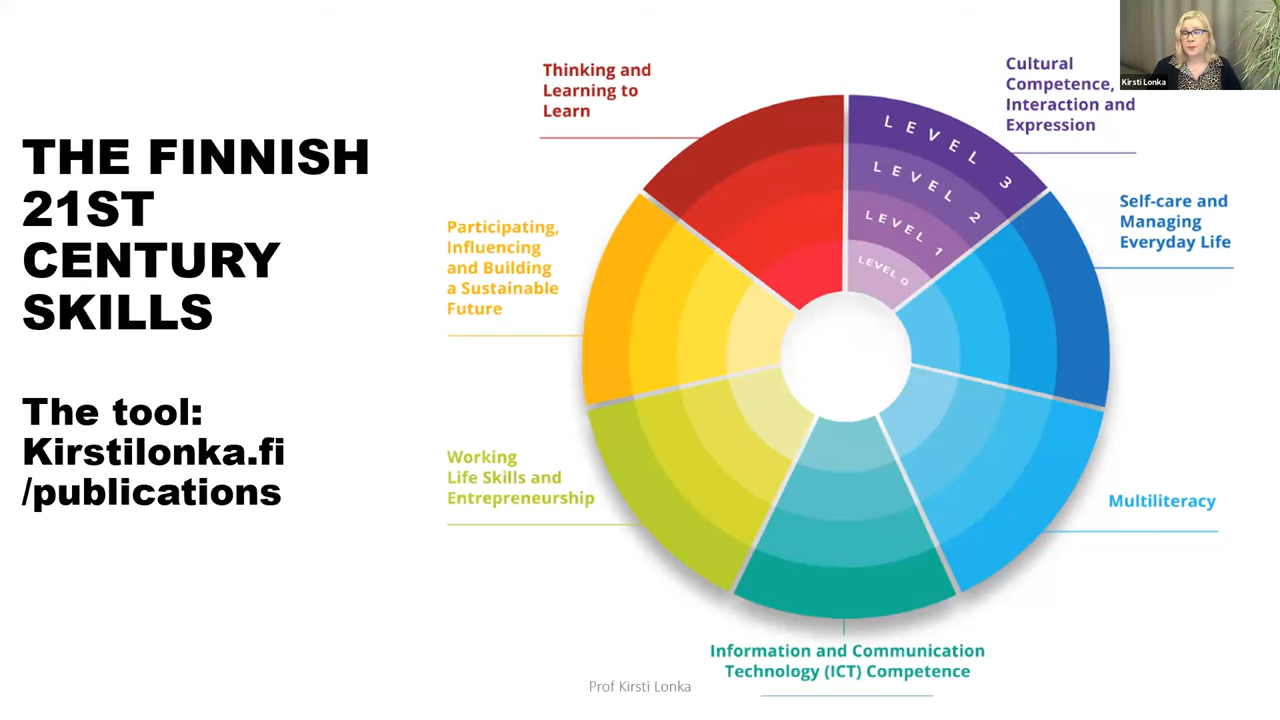 THE FINNISH
21ST
CENTURY
SKILLS
The tool:
Kirstilonka.fi
/publications
Thinking and
Learning to
Learn
Participating,
Influencing
and Building
a Sustainable
Future
Working
Life Skills and
Entrepreneurship
LEVEL 3
LEVEL 2
LEVEL 1
LEVEL 0
Cultural
Competence,
Interaction and
Expression
Self-care and
Managing
Everyday Life
Multiliteracy
Information and Communication
Technology (ICT) Competence
Prof Kirsti Lonka
Kirsti Lonka